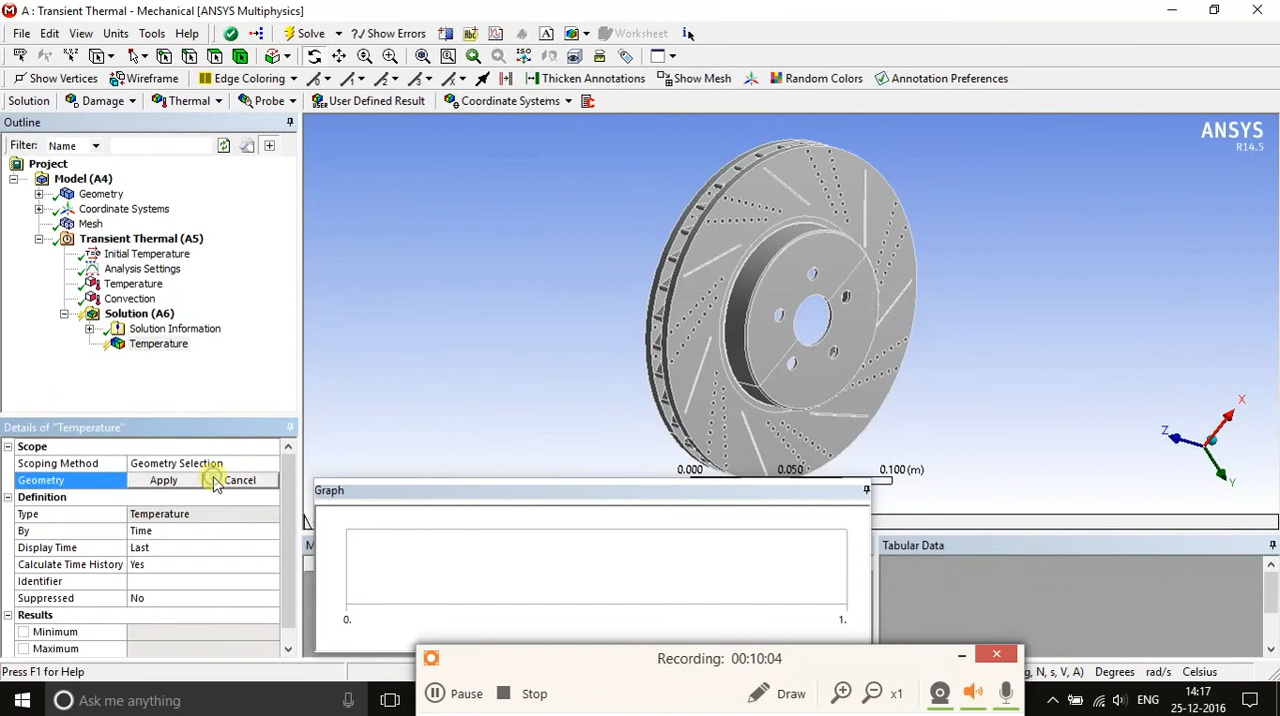 A : Transient Thermal - Mechanical [ANSYS Multiphysics]
File Edit View Units Tools Help Solve Show Errors Worksheet
Show Vertices Wireframe Edge Coloring Thicken Annotations Show Mesh Random Colors Annotation Preferences
Solution Damage Thermal Probe User Defined Result Coordinate Systems
Outline
Filter: Name
Project
Model (A4)
Geometry
Coordinate Systems
Mesh
Transient Thermal (A5)
Initial Temperature
Analysis Settings
Temperature
Convection
Solution (A6)
Solution Information
Temperature
ANSYS
R14.5
X
Z
Y
0.000 0.050 0.100 (m)
Details of "Temperature"
Scope
Scoping Method Geometry Selection
Geometry Apply Cancel
Definition
Type Temperature
By Time
Display Time Last
Calculate Time History Yes
Identifier
Suppressed No
Results
Minimum
Maximum
Graph
0. 1.
Tabular Data
Press F1 for Help
, N, s, V, A) Degrees rad/s Celsius
Recording: 00:10:04
Pause Stop Draw x1
Ask me anything
ENG
14:17
25-12-2016